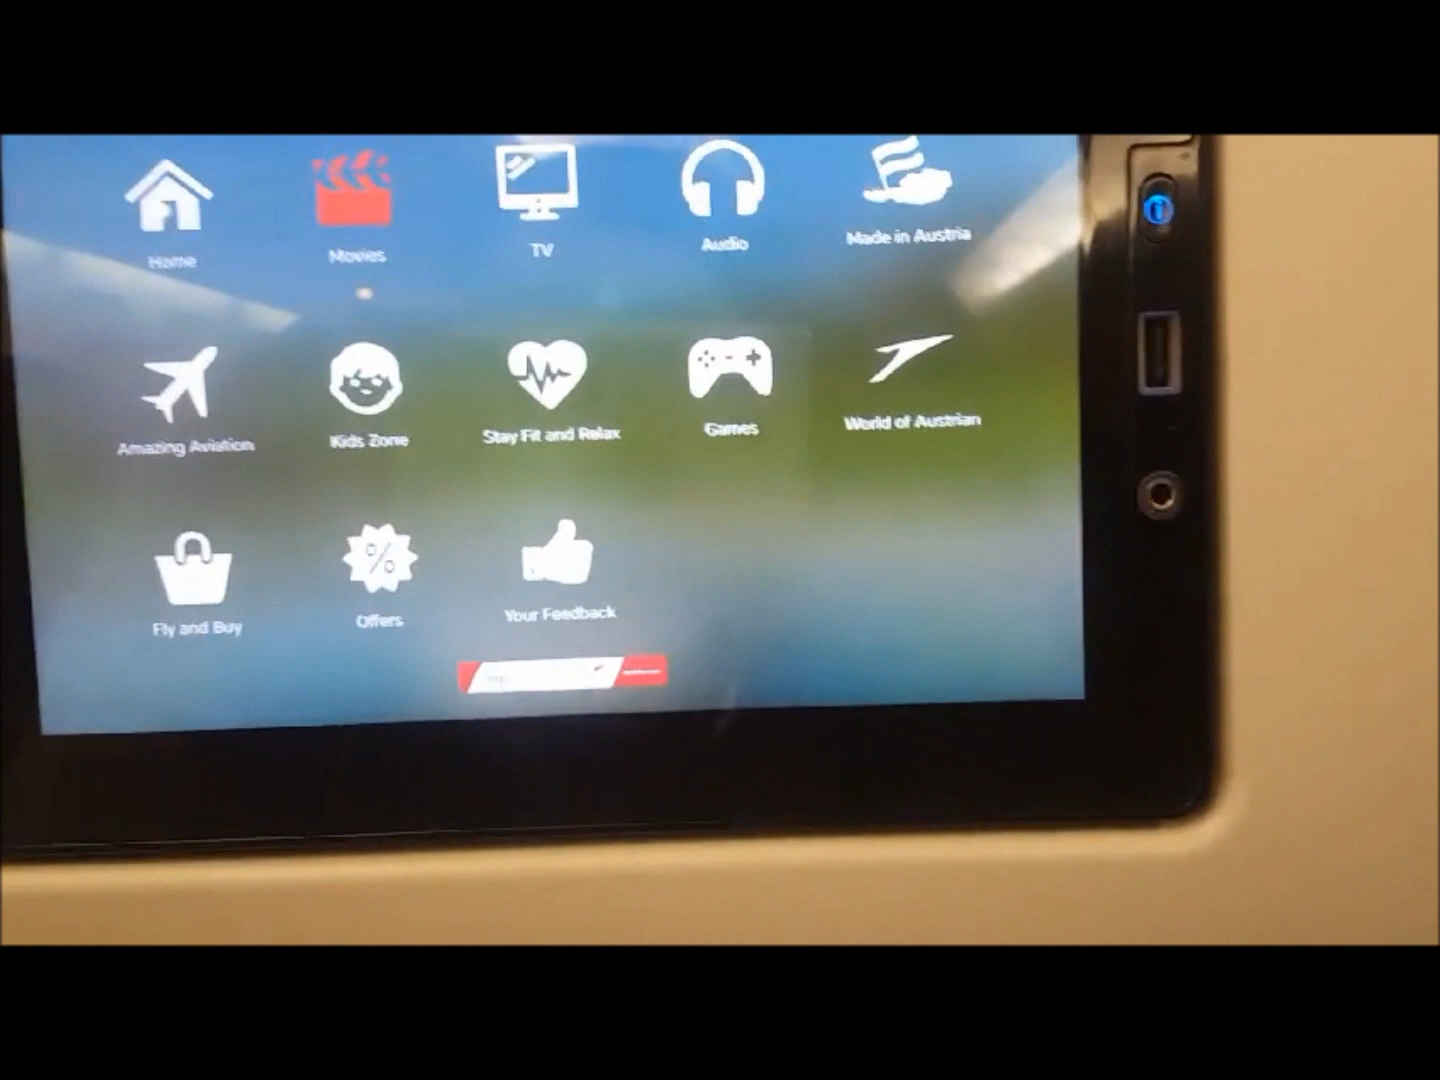 Home
Movies
TV
Audio
Made in Austria
Amazing Aviation
Kids Zone
Stay Fit and Relax
Games
World of Austrian
Fly and Buy
Offers
Your Feedback